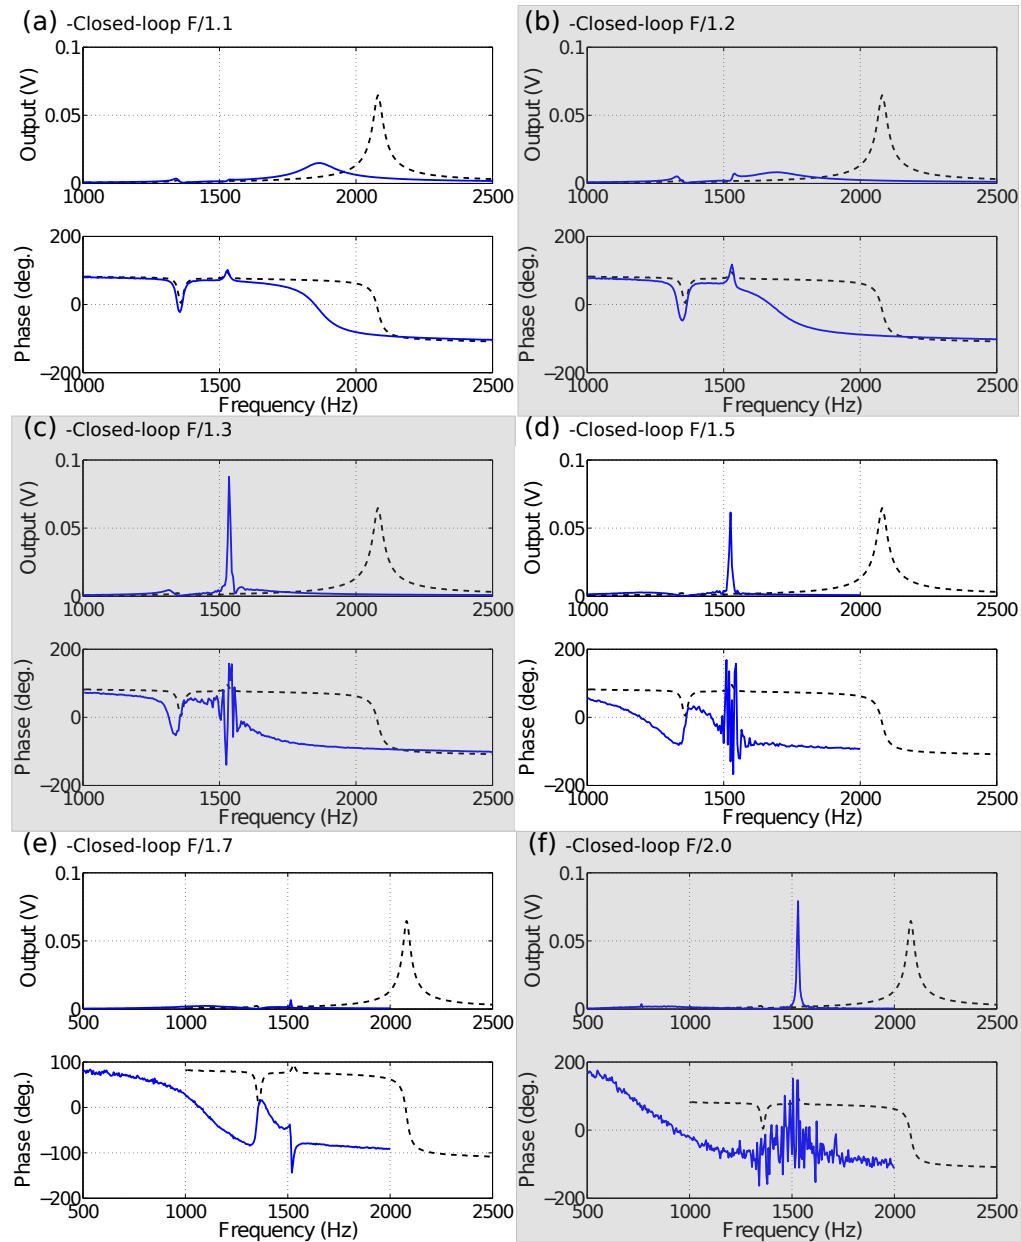 (a) -Closed-loop F/1.1
0.1
Output (V)
0.05
0
1000 1500 2000 2500
200
Phase (deg.)
0
−200
1000 1500 2000 2500
Frequency (Hz)
(b) -Closed-loop F/1.2
0.1
Output (V)
0.05
0
1000 1500 2000 2500
200
Phase (deg.)
0
−200
1000 1500 2000 2500
Frequency (Hz)
(c) -Closed-loop F/1.3
0.1
Output (V)
0.05
0
1000 1500 2000 2500
200
Phase (deg.)
0
−200
1000 1500 2000 2500
Frequency (Hz)
(d) -Closed-loop F/1.5
0.1
Output (V)
0.05
0
1000 1500 2000 2500
200
Phase (deg.)
0
−200
1000 1500 2000 2500
Frequency (Hz)
(e) -Closed-loop F/1.7
0.1
Output (V)
0.05
0
500 1000 1500 2000 2500
100
Phase (deg.)
0
−100
−200
500 1000 1500 2000 2500
Frequency (Hz)
(f) -Closed-loop F/2.0
0.1
Output (V)
0.05
0
500 1000 1500 2000 2500
200
Phase (deg.)
0
−200
500 1000 1500 2000 2500
Frequency (Hz)